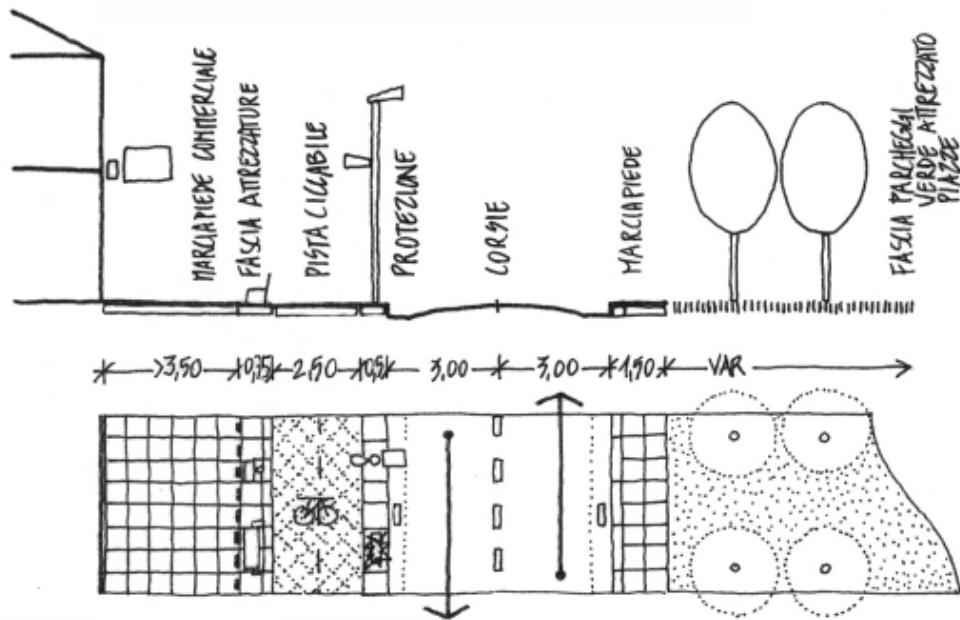 MARCIAPIEDE COMMERCIALE
FASCIA ATTREZZATURE
PISTA CICLABILE
PROTEZIONE
CORSIE
MARCIAPIEDE
FASCIA PARCHEGGI
VERDE ATTREZZATO
PIAZZE
>3,50
0,75
2,50
0,5
3,00
3,00
1,50
VAR